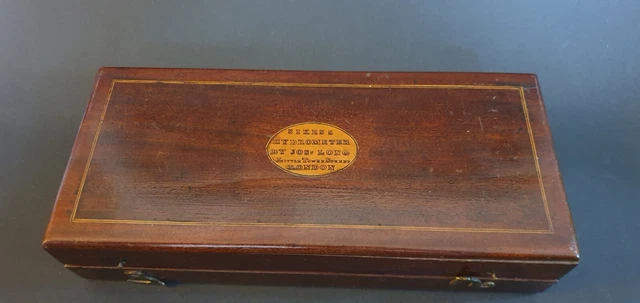 SIKES'S
HYDROMETER
BY JOS. LONG
LITTLE TOWER STREET
LONDON